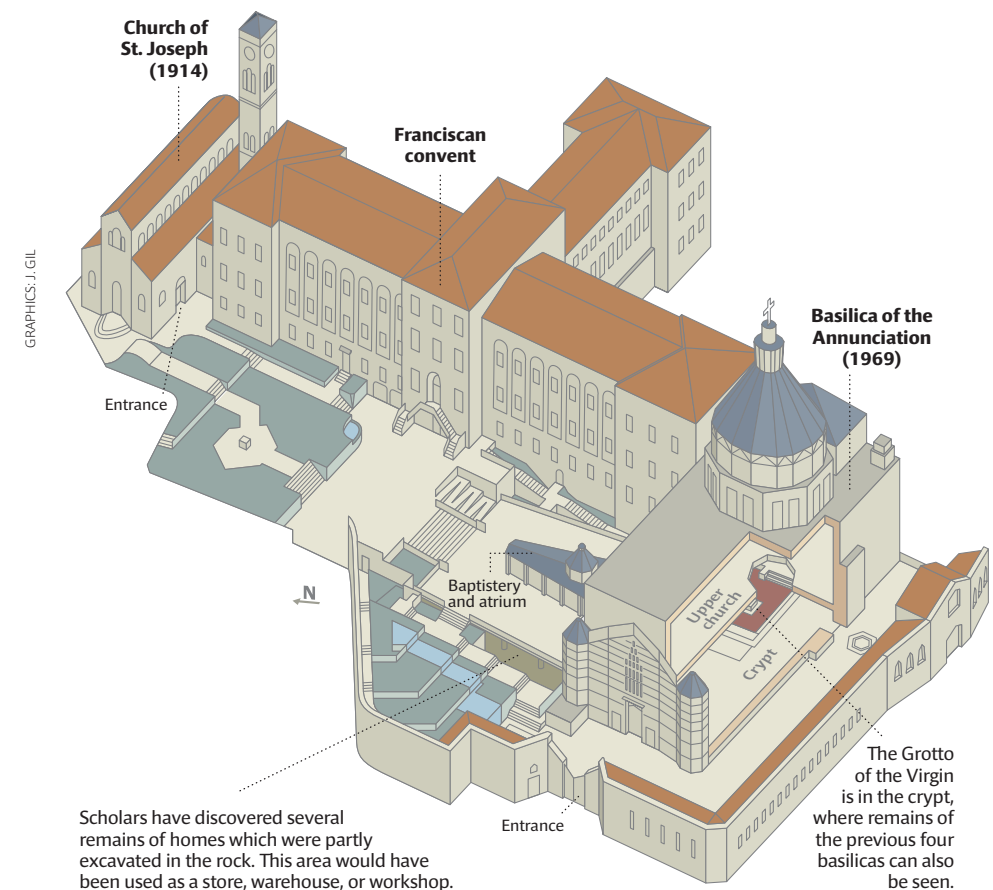 Church of
St. Joseph
(1914)
Franciscan
convent
GRAPHICS: J. GIL
Basilica of the
Annunciation
(1969)
Entrance
N
Baptistery
and atrium
Upper
church
Crypt
The Grotto
of the Virgin
is in the crypt,
where remains of
the previous four
basilicas can also
be seen.
Entrance
Scholars have discovered several
remains of homes which were partly
excavated in the rock. This area would have
been used as a store, warehouse, or workshop.